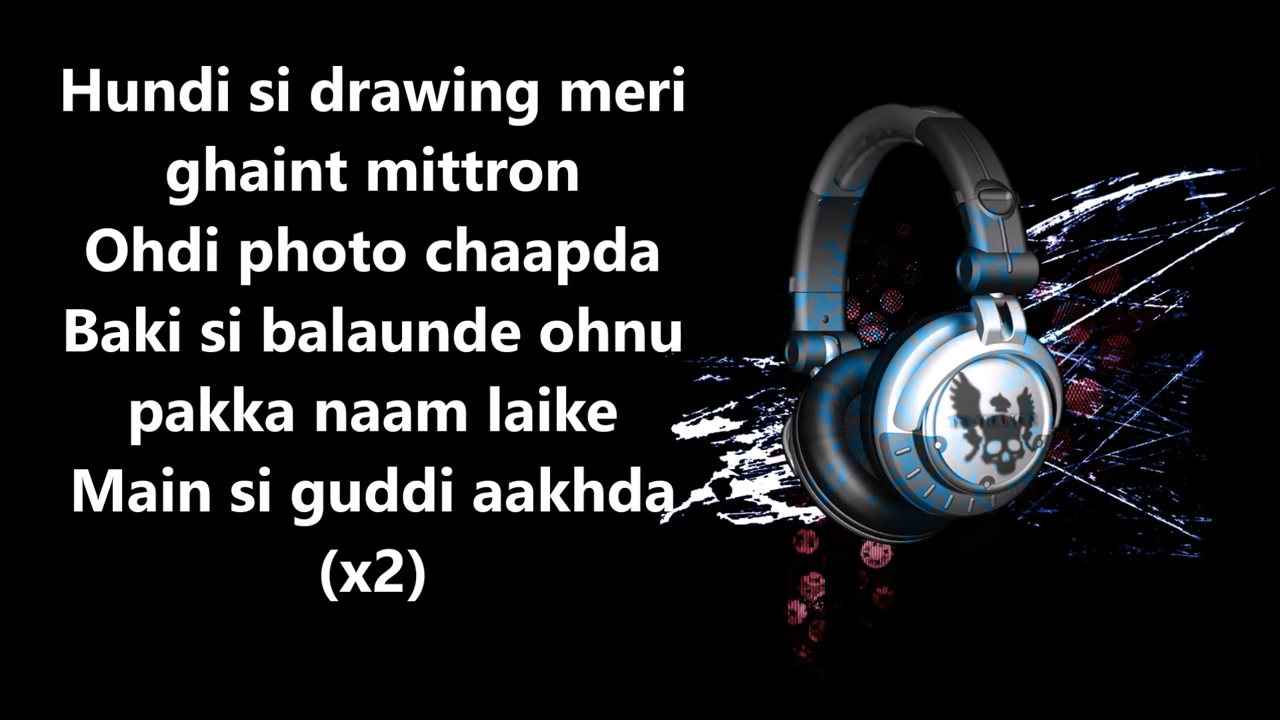 Hundi si drawing meri
ghaint mittron
Ohdi photo chaapda
Baki si balaunde ohnu
pakka naam laike
Main si guddi aakhda
(x2)